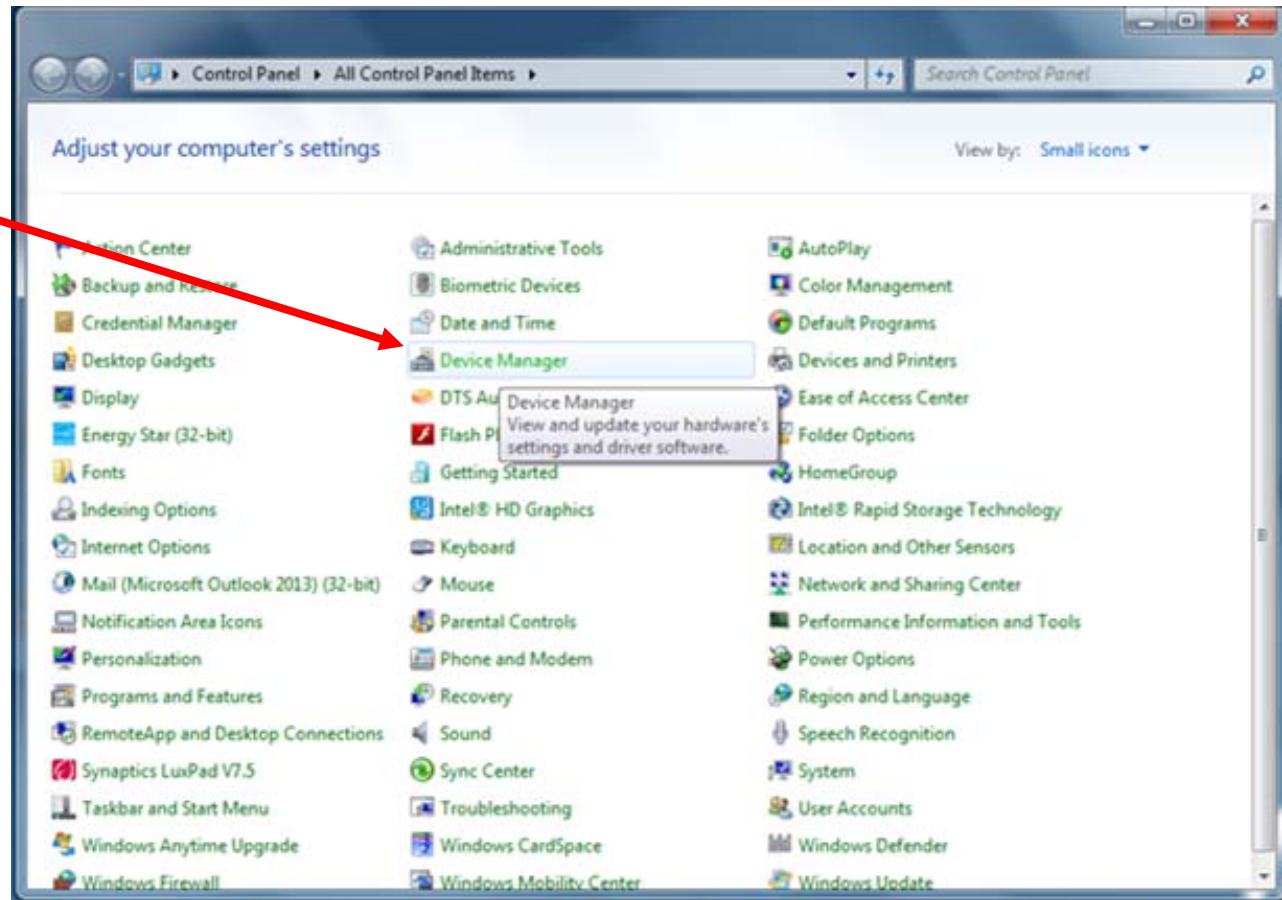 Control Panel All Control Panel Items Search Control Panel
Adjust your computer's settings View by: Small icons
Action Center Administrative Tools AutoPlay
Backup and Restore Biometric Devices Color Management
Credential Manager Date and Time Default Programs
Desktop Gadgets Device Manager Devices and Printers
Display DTS Au Ease of Access Center
Device Manager
View and update your hardware's
settings and driver software.
Energy Star (32-bit) Flash Pl Folder Options
Fonts Getting Started HomeGroup
Indexing Options Intel® HD Graphics Intel® Rapid Storage Technology
Internet Options Keyboard Location and Other Sensors
Mail (Microsoft Outlook 2013) (32-bit) Mouse Network and Sharing Center
Notification Area Icons Parental Controls Performance Information and Tools
Personalization Phone and Modem Power Options
Programs and Features Recovery Region and Language
RemoteApp and Desktop Connections Sound Speech Recognition
Synaptics LuxPad V7.5 Sync Center System
Taskbar and Start Menu Troubleshooting User Accounts
Windows Anytime Upgrade Windows CardSpace Windows Defender
Windows Firewall Windows Mobility Center Windows Update